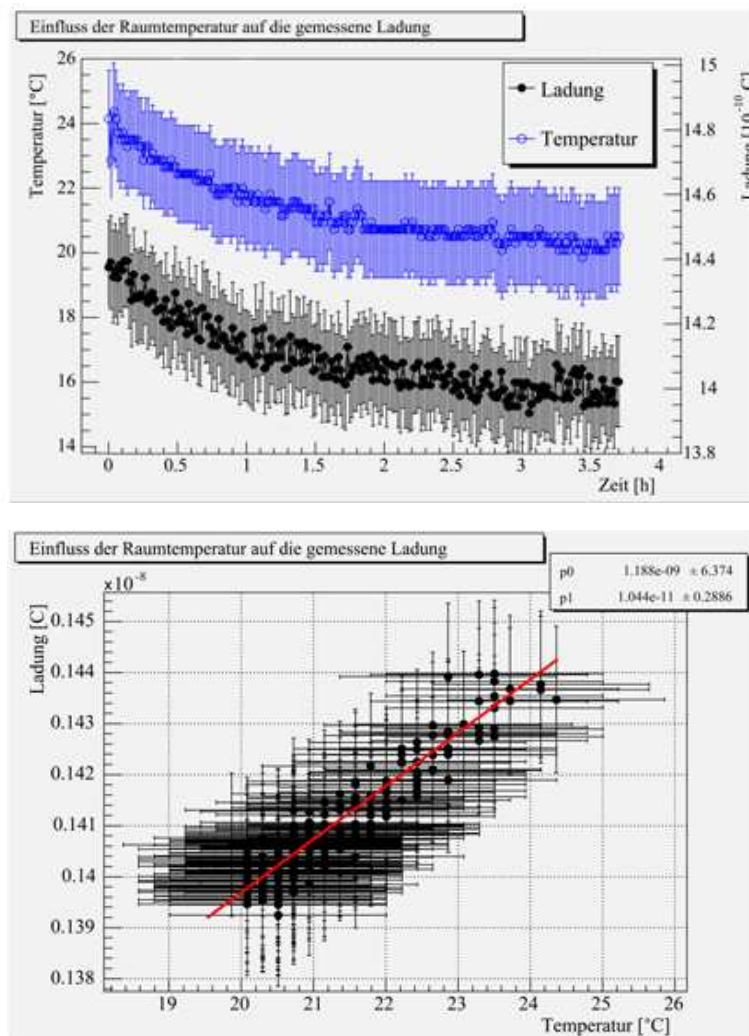 Einfluss der Raumtemperatur auf die gemessene Ladung
Temperatur [°C]
26
24
22
20
18
16
14
Ladung
Temperatur
15
14.8
14.6
14.4
14.2
14
13.8
Ladung [10^-10 C]
0 0.5 1 1.5 2 2.5 3 3.5 4
Zeit [h]
Einfluss der Raumtemperatur auf die gemessene Ladung
p0 1.188e-09 ± 6.374
p1 1.044e-11 ± 0.2886
x10^-8
Ladung [C]
0.145
0.144
0.143
0.142
0.141
0.14
0.139
0.138
19 20 21 22 23 24 25 26
Temperatur [°C]